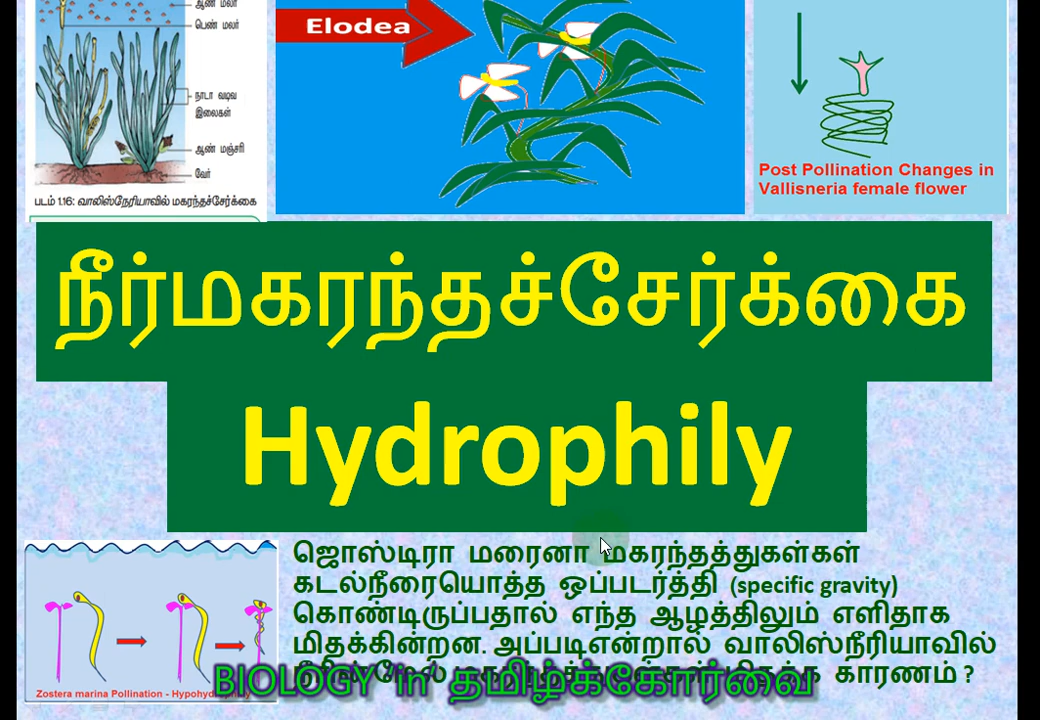 ஆண் மலர்
பெண் மலர்
நாடா வடிவ
இலைகள்
ஆண் மஞ்சரி
வேர்
படம் 1.16: வாலிஸ்நேரியாவில் மகரந்தச்சேர்க்கை
Elodea
Post Pollination Changes in
Vallisneria female flower
நீர்மகரந்தச்சேர்க்கை
Hydrophily
Zostera marina Pollination - Hypohydrophily
ஜொஸ்டிரா மரைனா மகரந்தத்துகள்கள்
கடல்நீரையொத்த ஒப்படர்த்தி (specific gravity)
கொண்டிருப்பதால் எந்த ஆழத்திலும் எளிதாக
மிதக்கின்றன. அப்படிஎன்றால் வாலிஸ்நீரியாவில்
காரணம் ?
BIOLOGY in தமிழ்க்கோர்வை